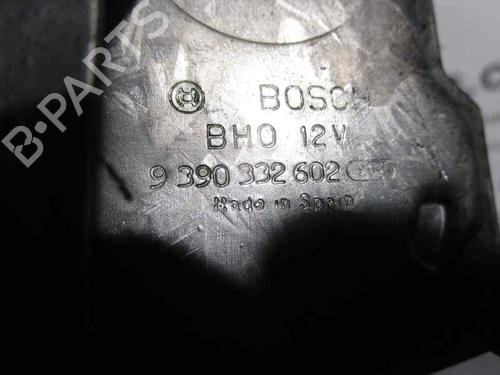 BOSCH
BHO 12V
9 390 332 602
Made in Spain
B-PARTS